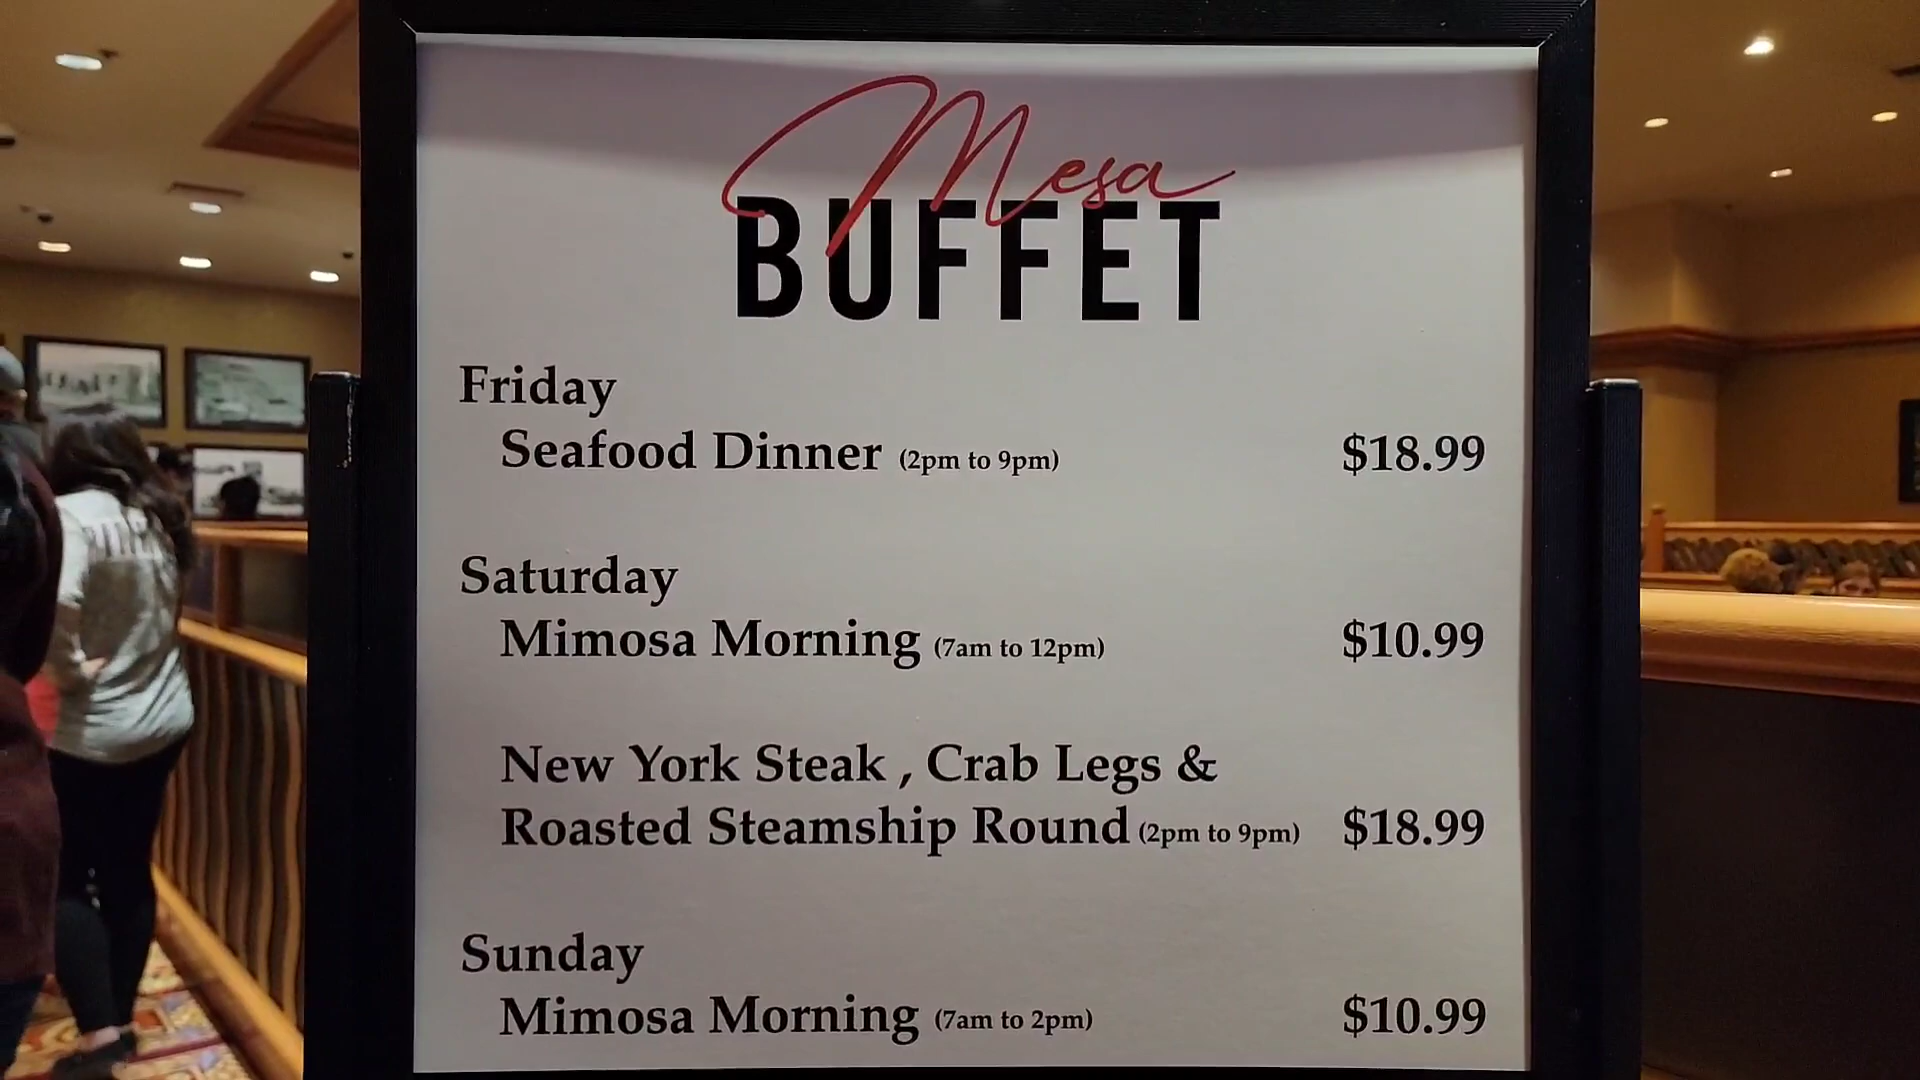 Mesa
BUFFET
Friday
Seafood Dinner (2pm to 9pm) $18.99
Saturday
Mimosa Morning (7am to 12pm) $10.99
New York Steak , Crab Legs &
Roasted Steamship Round (2pm to 9pm) $18.99
Sunday
Mimosa Morning (7am to 2pm) $10.99